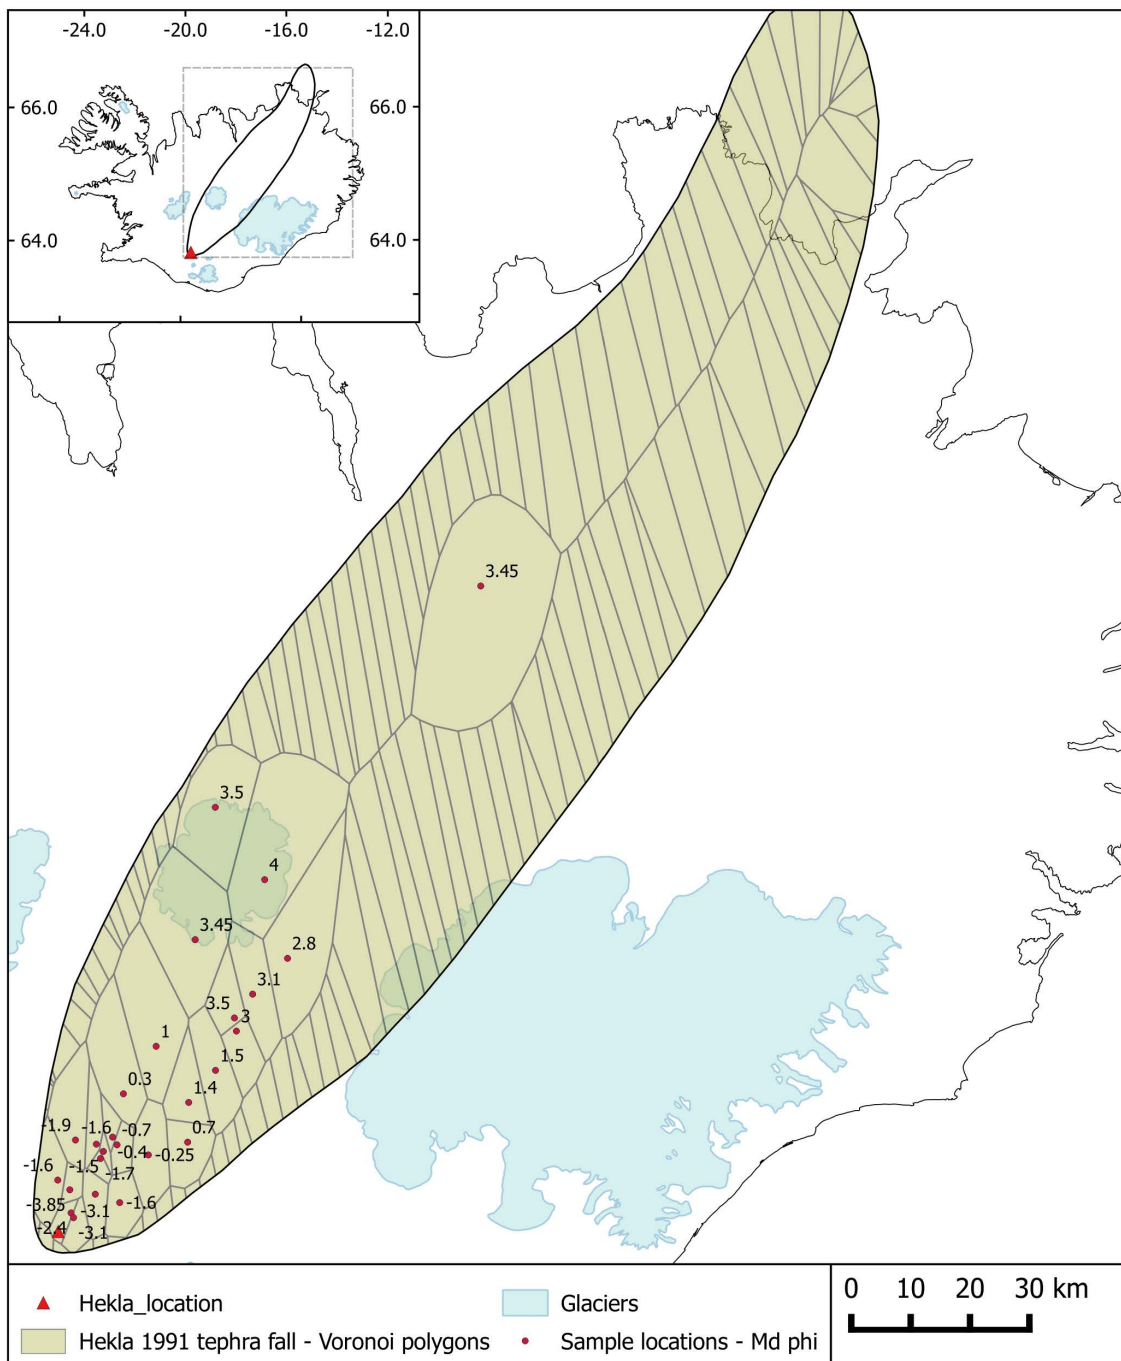 -24.0 -20.0 -16.0 -12.0
66.0 66.0
64.0 64.0
3.45
3.5
4
3.45
2.8
3.1
3.5
3
1
1.5
0.3
1.4
-1.9 -1.6 -0.7 0.7
-0.4 -0.25
-1.6 -1.5 -1.7
-3.85 -3.1 -1.6
-2.4 -3.1
Hekla_location
Hekla 1991 tephra fall - Voronoi polygons
Glaciers
Sample locations - Md phi
0 10 20 30 km